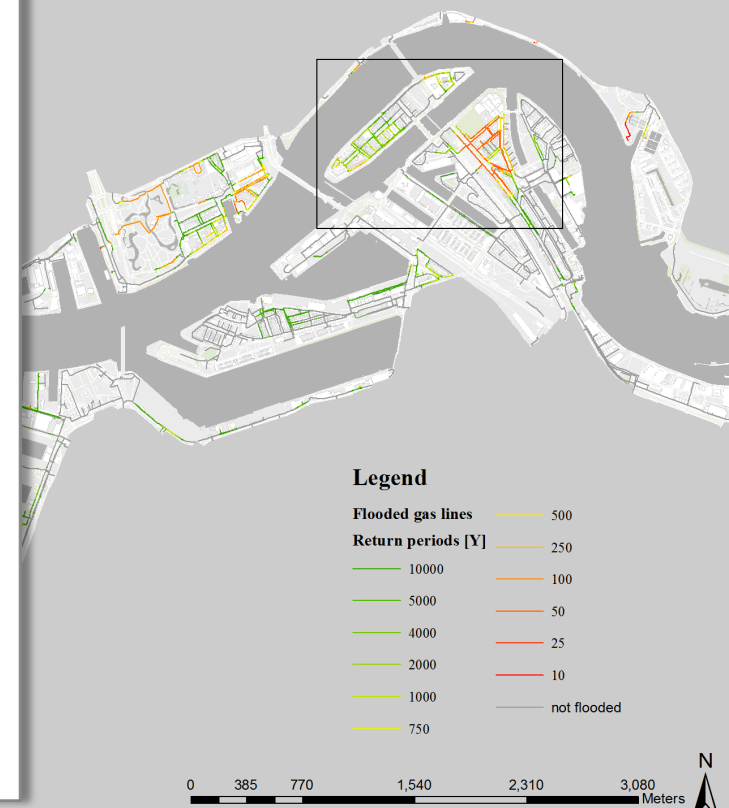 Legend
Flooded gas lines
Return periods [Y]
10000
5000
4000
2000
1000
750
500
250
100
50
25
10
not flooded
N
0 385 770 1,540 2,310 3,080
Meters